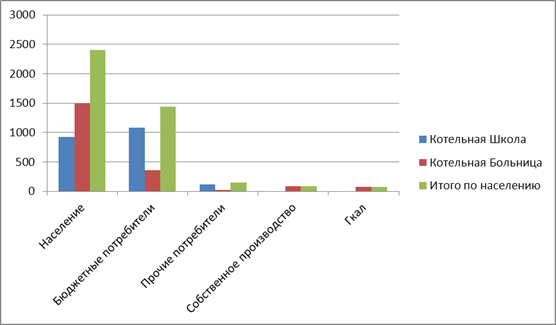 3000
2500
2000
1500
1000
500
0
Население
Бюджетные потребители
Прочие потребители
Собственное производство
Гкал
Котельная Школа
Котельная Больница
Итого по населению